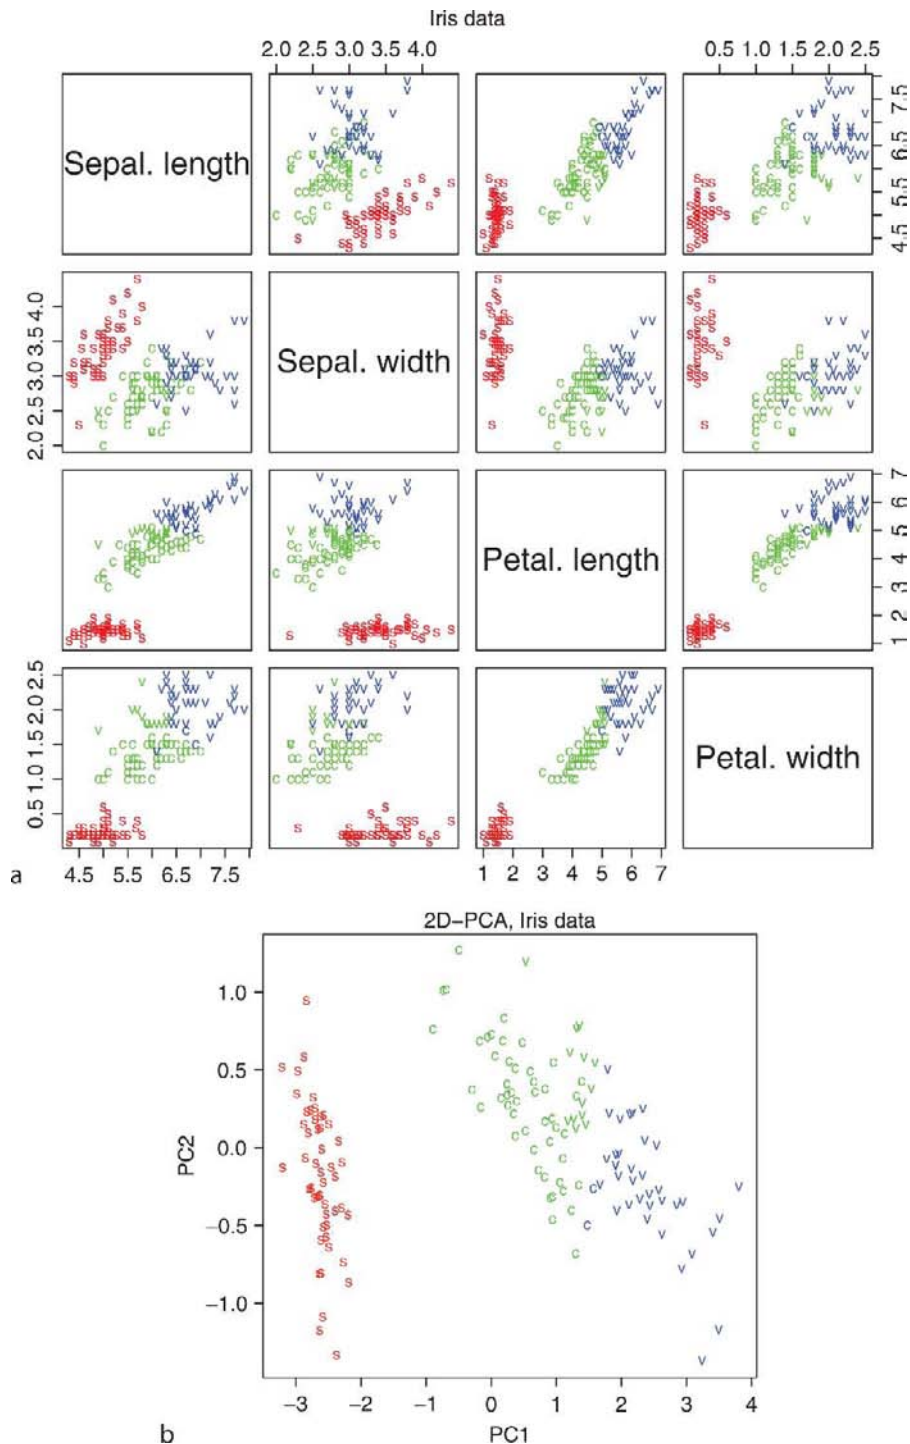 Iris data
2.0 2.5 3.0 3.5 4.0
0.5 1.0 1.5 2.0 2.5
Sepal. length
4.5 5.5 6.5 7.5
2.0 2.5 3.0 3.5 4.0
Sepal. width
Petal. length
1 2 3 4 5 6 7
0.5 1.0 1.5 2.0 2.5
Petal. width
a
4.5 5.5 6.5 7.5
1 2 3 4 5 6 7
2D-PCA, Iris data
1.0
0.5
0.0
-0.5
-1.0
PC2
-3 -2 -1 0 1 2 3 4
PC1
b